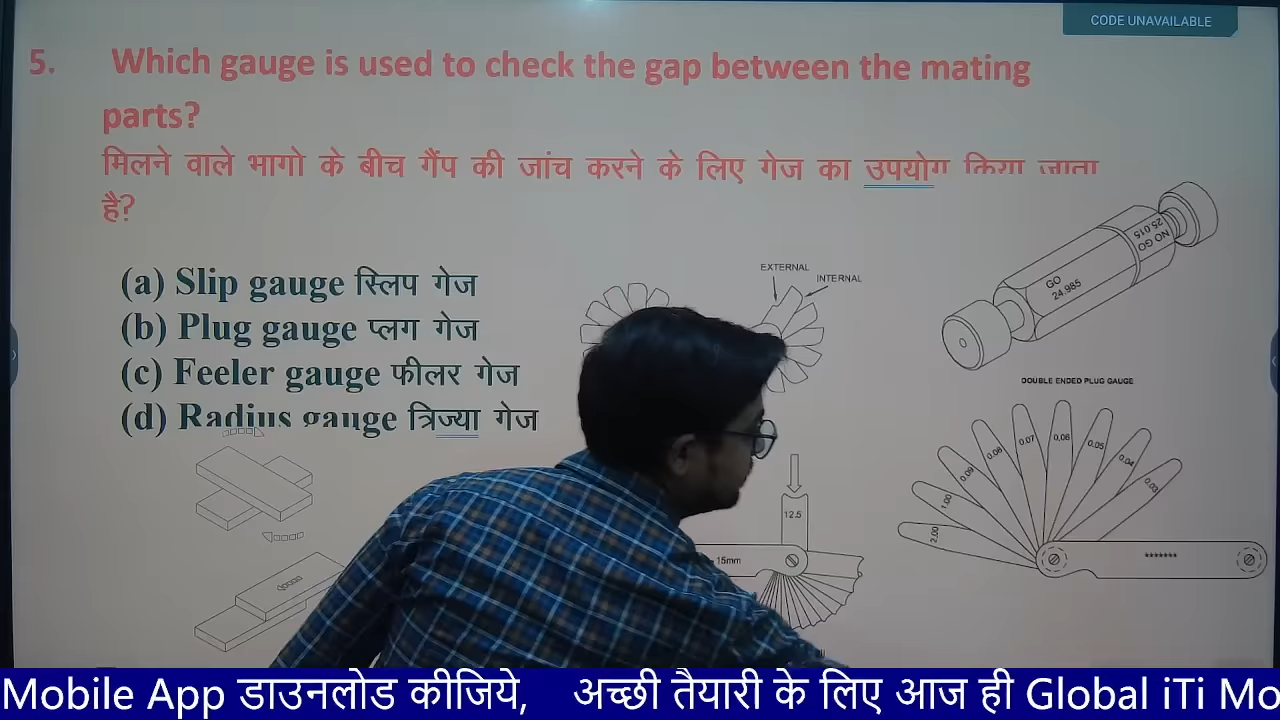 CODE UNAVAILABLE
5. Which gauge is used to check the gap between the mating
parts?
मिलने वाले भागो के बीच गैंप की जांच करने के लिए गेज का उपयोग किया जाता
है?
(a) Slip gauge स्लिप गेज
(b) Plug gauge प्लग गेज
(c) Feeler gauge फीलर गेज
(d) Radius gauge त्रिज्या गेज
EXTERNAL
INTERNAL
GO
24.985
NO GO
25.015
DOUBLE ENDED PLUG GAUGE
12.5
15mm
2.00
1.00
0.09
0.08
0.07
0.06
0.05
0.04
0.03
*******
Mobile App डाउनलोड कीजिये, अच्छी तैयारी के लिए आज ही Global iTi Mo